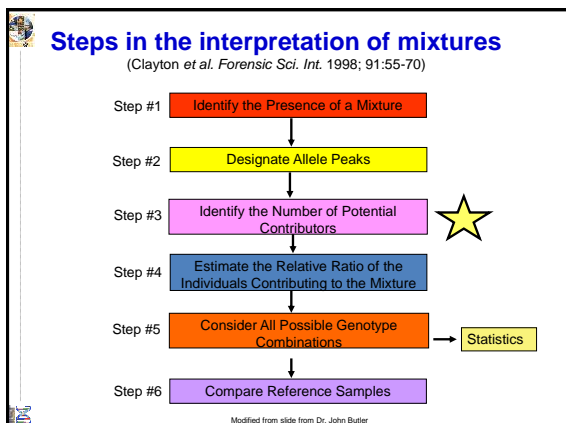 Steps in the interpretation of mixtures
(Clayton et al. Forensic Sci. Int. 1998; 91:55-70)
Step #1
Identify the Presence of a Mixture
Step #2
Designate Allele Peaks
Step #3
Identify the Number of Potential
Contributors
Step #4
Estimate the Relative Ratio of the
Individuals Contributing to the Mixture
Step #5
Consider All Possible Genotype
Combinations
Statistics
Step #6
Compare Reference Samples
Modified from slide from Dr. John Butler